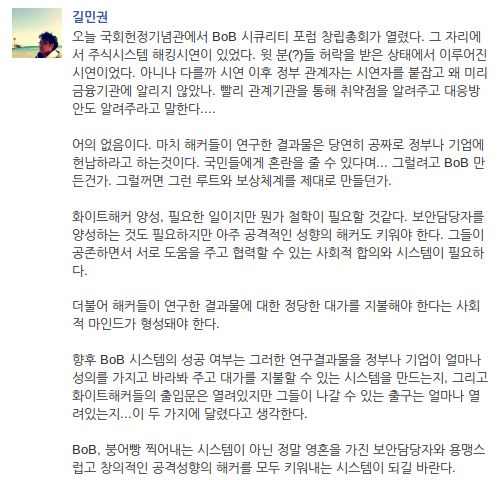 길민권
오늘 국회헌정기념관에서 BoB 시큐리티 포럼 창립총회가 열렸다. 그 자리에
서 주식시스템 해킹시연이 있었다. 윗 분(?)들 허락을 받은 상태에서 이루어진
시연이었다. 아니나 다를까 시연 이후 정부 관계자는 시연자를 붙잡고 왜 미리
금융기관에 알리지 않았나. 빨리 관계기관을 통해 취약점을 알려주고 대응방
안도 알려주라고 말한다....
어의 없음이다. 마치 해커들이 연구한 결과물은 당연히 공짜로 정부나 기업에
헌납하라고 하는것이다. 국민들에게 혼란을 줄 수 있다며... 그럴려고 BoB 만
든건가. 그럴꺼면 그런 루트와 보상체계를 제대로 만들던가.
화이트해커 양성, 필요한 일이지만 뭔가 철학이 필요할 것같다. 보안담당자를
양성하는 것도 필요하지만 아주 공격적인 성향의 해커도 키워야 한다. 그들이
공존하면서 서로 도움을 주고 협력할 수 있는 사회적 합의와 시스템이 필요하
다.
더불어 해커들이 연구한 결과물에 대한 정당한 대가를 지불해야 한다는 사회
적 마인드가 형성돼야 한다.
향후 BoB 시스템의 성공 여부는 그러한 연구결과물을 정부나 기업이 얼마나
성의를 가지고 바라봐 주고 대가를 지불할 수 있는 시스템을 만드는지, 그리고
화이트해커들의 출입문은 열려있지만 그들이 나갈 수 있는 출구는 얼마나 열
려있는지...이 두 가지에 달렸다고 생각한다.
BoB, 붕어빵 찍어내는 시스템이 아닌 정말 영혼을 가진 보안담당자와 용맹스
럽고 창의적인 공격성향의 해커를 모두 키워내는 시스템이 되길 바란다.